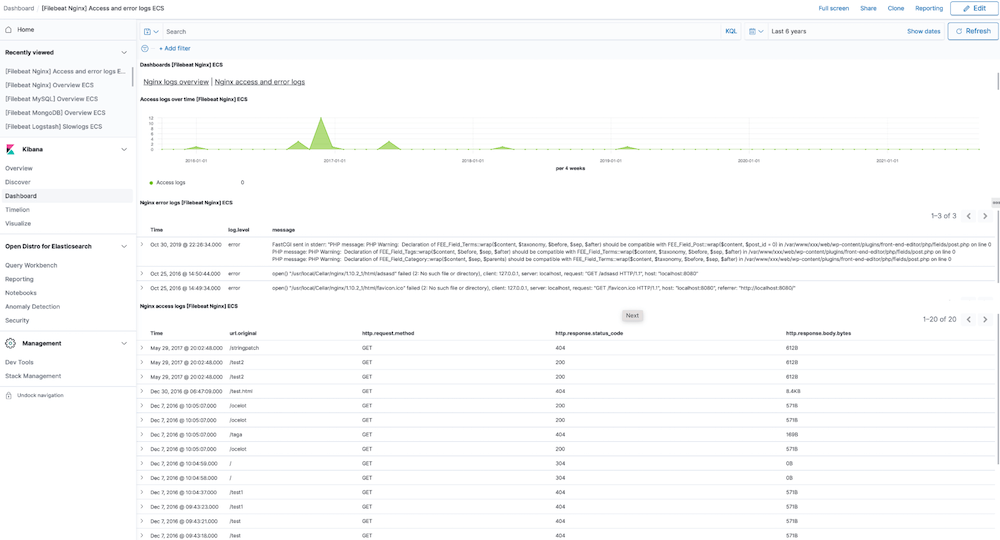 Dashboard / [Filebeat Nginx] Access and error logs ECS
Full screen Share Clone Reporting Edit
Home
Search KQL Last 6 years Show dates Refresh
+ Add filter
Recently viewed
[Filebeat Nginx] Access and error logs E...
[Filebeat Nginx] Overview ECS
[Filebeat MySQL] Overview ECS
[Filebeat MongoDB] Overview ECS
[Filebeat Logstash] Slowlogs ECS
Kibana
Overview
Discover
Dashboard
Timelion
Visualize
Open Distro for Elasticsearch
Query Workbench
Reporting
Notebooks
Anomaly Detection
Security
Management
Dev Tools
Stack Management
Undock navigation
Dashboards [Filebeat Nginx] ECS
Nginx logs overview | Nginx access and error logs
Access logs over time [Filebeat Nginx] ECS
12
10
8
6
4
2
0
2016-01-01 2017-01-01 2018-01-01 2019-01-01 2020-01-01 2021-01-01
per 4 weeks
Access logs 0
Nginx error logs [Filebeat Nginx] ECS
1–3 of 3
Time log.level message
Oct 30, 2019 @ 22:26:34.000 error FastCGI sent in stderr: "PHP message: PHP Warning: Declaration of FEE_Field_Terms::wrap($content, $taxonomy, $before, $sep, $after) should be compatible with FEE_Field_Post::wrap($content, $post_id = 0) in /var/www/xxx/web/wp-content/plugins/front-end-editor/php/fields/post.php on line 0
PHP message: PHP Warning: Declaration of FEE_Field_Tags::wrap($content, $before, $sep, $after) should be compatible with FEE_Field_Terms::wrap($content, $taxonomy, $before, $sep, $after) in /var/www/xxx/web/wp-content/plugins/front-end-editor/php/fields/post.php on line 0
PHP message: PHP Warning: Declaration of FEE_Field_Category::wrap($content, $sep, $parents) should be compatible with FEE_Field_Terms::wrap($content, $taxonomy, $before, $sep, $after) in /var/www/xxx/web/wp-content/plugins/front-end-editor/php/fields/post.php on line 0
Oct 25, 2016 @ 14:50:44.000 error open() "/usr/local/Cellar/nginx/1.10.2_1/html/adsasd" failed (2: No such file or directory), client: 127.0.0.1, server: localhost, request: "GET /adsasd HTTP/1.1", host: "localhost:8080"
Oct 25, 2016 @ 14:49:34.000 error open() "/usr/local/Cellar/nginx/1.10.2_1/html/favicon.ico" failed (2: No such file or directory), client: 127.0.0.1, server: localhost, request: "GET /favicon.ico HTTP/1.1", host: "localhost:8080", referrer: "http://localhost:8080/"
Nginx access logs [Filebeat Nginx] ECS
Next
1–20 of 20
Time url.original http.request.method http.response.status_code http.response.body.bytes
May 29, 2017 @ 20:02:48.000 /stringpatch GET 404 612B
May 29, 2017 @ 20:02:48.000 /test2 GET 200 612B
May 29, 2017 @ 20:02:48.000 /test2 GET 200 612B
Dec 30, 2016 @ 06:47:09.000 /test.html GET 404 8.4KB
Dec 7, 2016 @ 10:05:07.000 /ocelot GET 200 571B
Dec 7, 2016 @ 10:05:07.000 /ocelot GET 200 571B
Dec 7, 2016 @ 10:05:07.000 /taga GET 404 169B
Dec 7, 2016 @ 10:05:07.000 /ocelot GET 200 571B
Dec 7, 2016 @ 10:04:59.000 / GET 304 0B
Dec 7, 2016 @ 10:04:58.000 / GET 304 0B
Dec 7, 2016 @ 10:04:37.000 /test1 GET 404 571B
Dec 7, 2016 @ 09:43:23.000 /test1 GET 404 571B
Dec 7, 2016 @ 09:43:21.000 /test GET 404 571B
Dec 7, 2016 @ 09:43:18.000 /test GET 404 571B